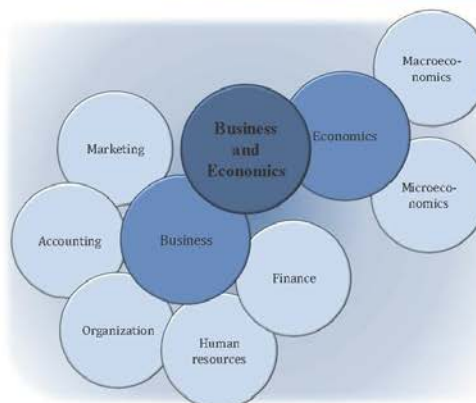 Macroeco-
nomics
Business
and
Economics
Economics
Marketing
Microeco-
nomics
Accounting
Business
Finance
Organization
Human
resources